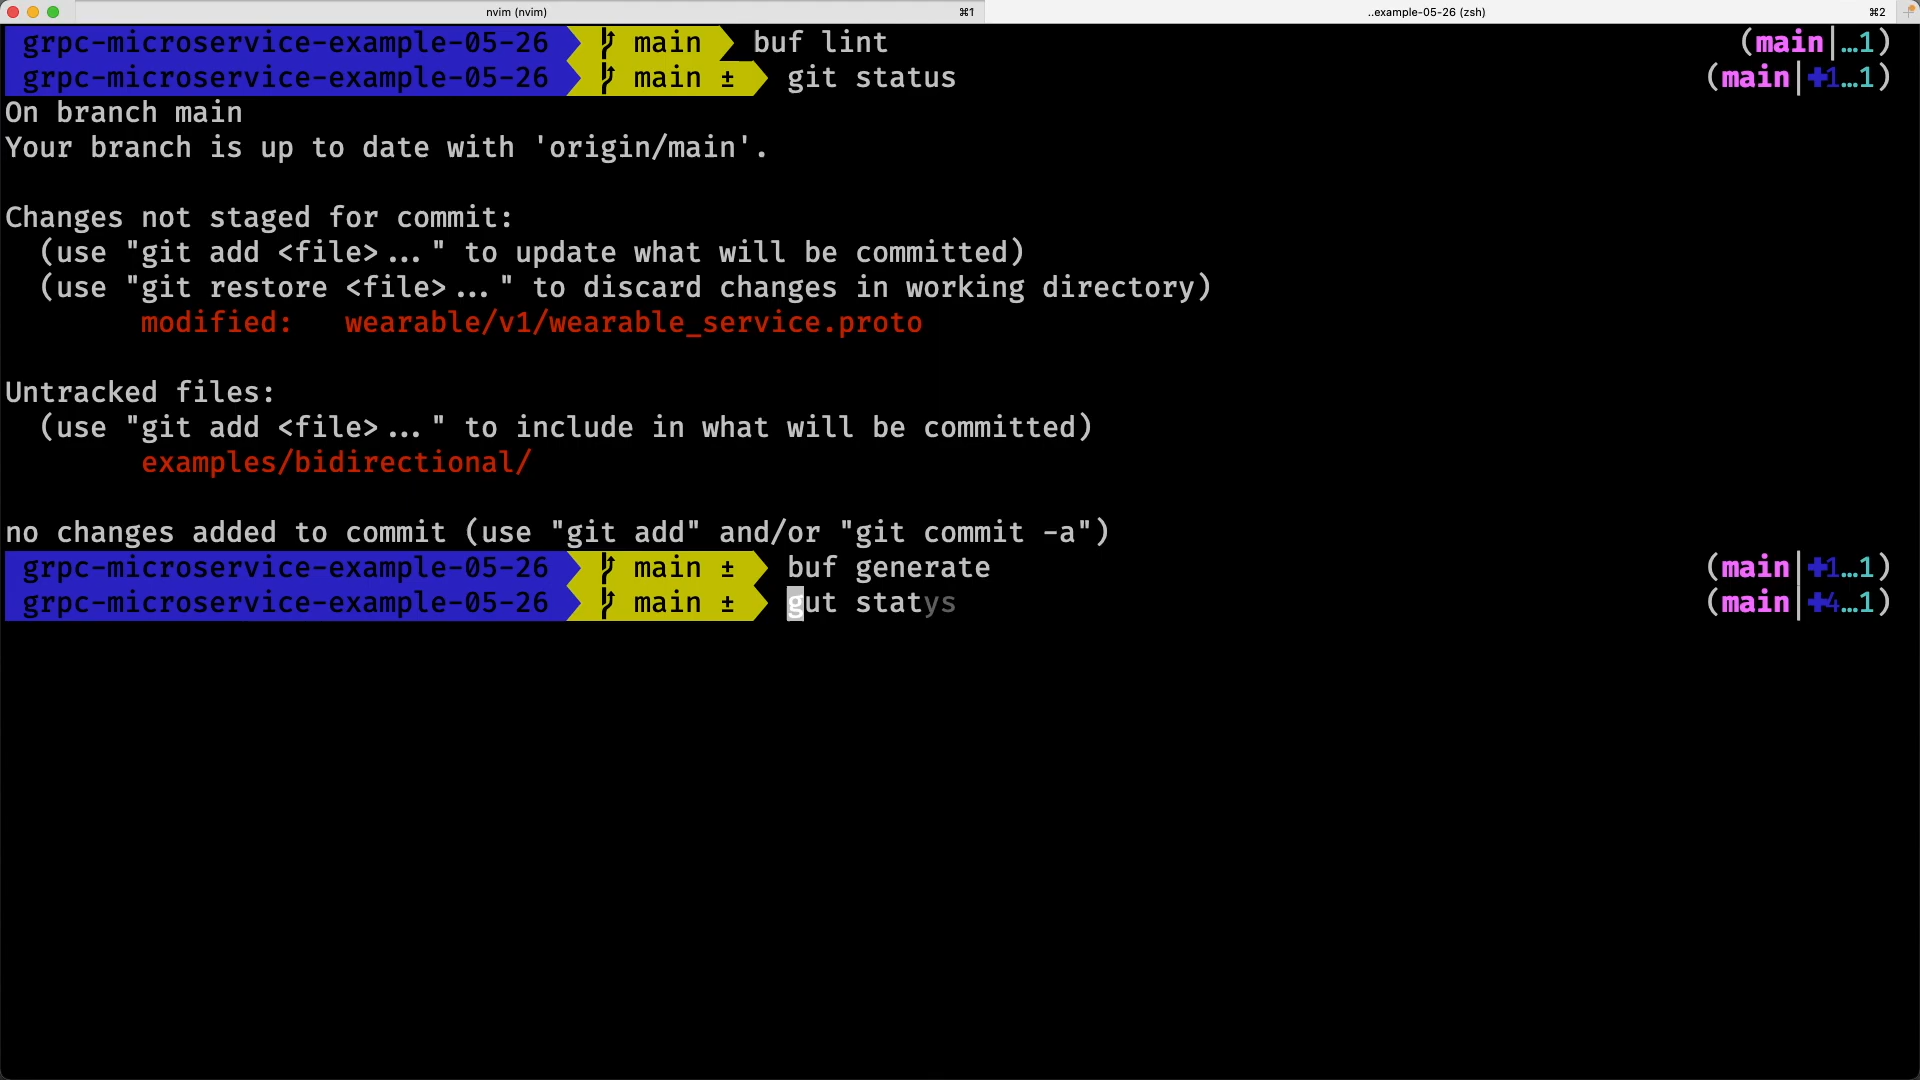 nvim (nvim) ⌘1 ..example-05-26 (zsh) ⌘2
grpc-microservice-example-05-26 main buf lint (main|…1)
grpc-microservice-example-05-26 main ± git status (main|✚1…1)
On branch main
Your branch is up to date with 'origin/main'.
Changes not staged for commit:
(use "git add <file>..." to update what will be committed)
(use "git restore <file>..." to discard changes in working directory)
modified: wearable/v1/wearable_service.proto
Untracked files:
(use "git add <file>..." to include in what will be committed)
examples/bidirectional/
no changes added to commit (use "git add" and/or "git commit -a")
grpc-microservice-example-05-26 main ± buf generate (main|✚1…1)
grpc-microservice-example-05-26 main ± gut statys (main|✚4…1)